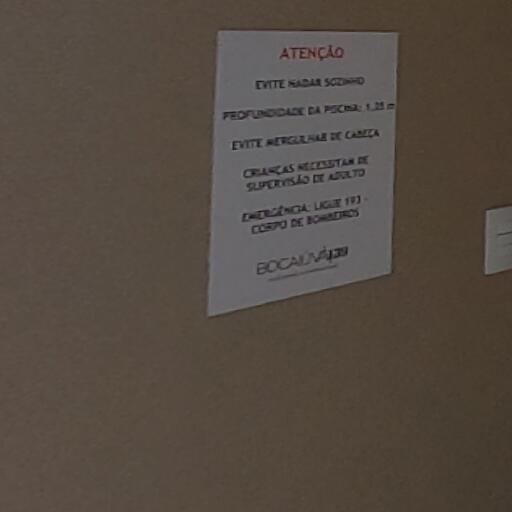 ATENÇÃO
EVITE NADAR SOZINHO
PROFUNDIDADE DA PISCINA: 1,25 m
EVITE MERGULHAR DE CABEÇA
CRIANÇAS NECESSITAM DE
SUPERVISÃO DE ADULTO
EMERGÊNCIA: LIGUE 193 -
CORPO DE BOMBEIROS
BOCAIÚVA